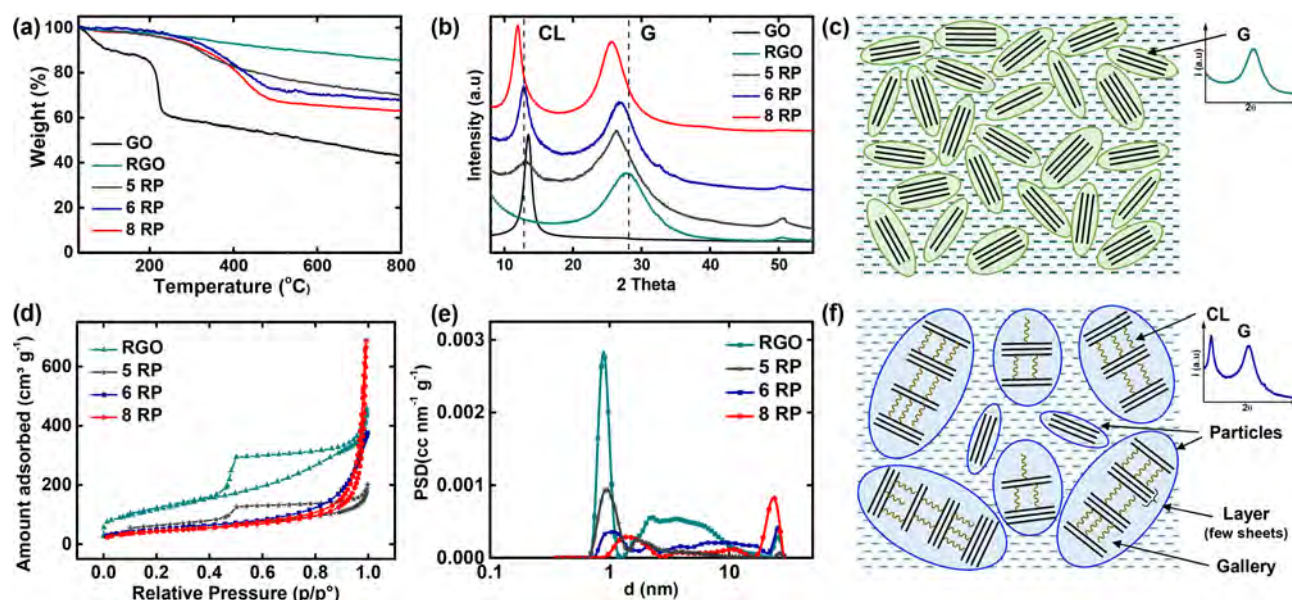 (a)
100
80
60
40
20
0
Weight (%)
GO
RGO
5 RP
6 RP
8 RP
200
400
600
800
Temperature (°C)
(b)
CL
G
GO
RGO
5 RP
6 RP
8 RP
Intensity (a.u)
10
20
30
40
50
2 Theta
(c)
G
I (a.u)
2θ
(d)
600
400
200
0
Amount adsorbed (cm³ g⁻¹)
RGO
5 RP
6 RP
8 RP
0.0
0.2
0.4
0.6
0.8
1.0
Relative Pressure (p/p°)
(e)
0.003
0.002
0.001
0.000
PSD(cc nm⁻¹ g⁻¹)
RGO
5 RP
6 RP
8 RP
0.1
1
10
d (nm)
(f)
CL
G
I (a.u)
2θ
Particles
Layer
(few sheets)
Gallery